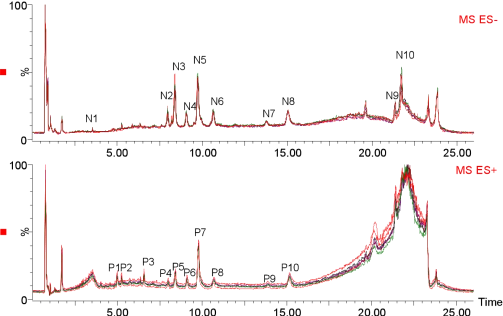 MS ES-
100
%
N1
N2
N3
N4
N5
N6
N7
N8
N9
N10
5.00 10.00 15.00 20.00 25.00
MS ES+
100
%
P1
P2
P3
P4
P5
P6
P7
P8
P9
P10
5.00 10.00 15.00 20.00 25.00
Time